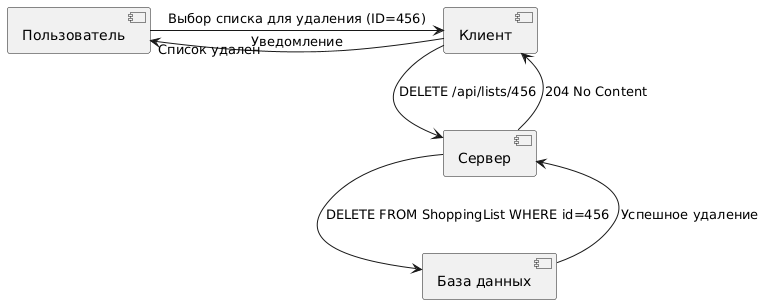 Пользователь
Выбор списка для удаления (ID=456)
Клиент
Уведомление
Список удален
DELETE /api/lists/456
204 No Content
Сервер
DELETE FROM ShoppingList WHERE id=456
Успешное удаление
База данных